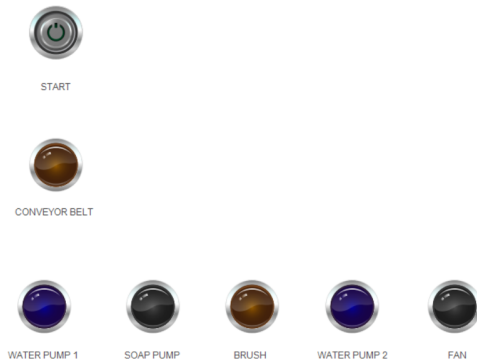 START
CONVEYOR BELT
WATER PUMP 1
SOAP PUMP
BRUSH
WATER PUMP 2
FAN